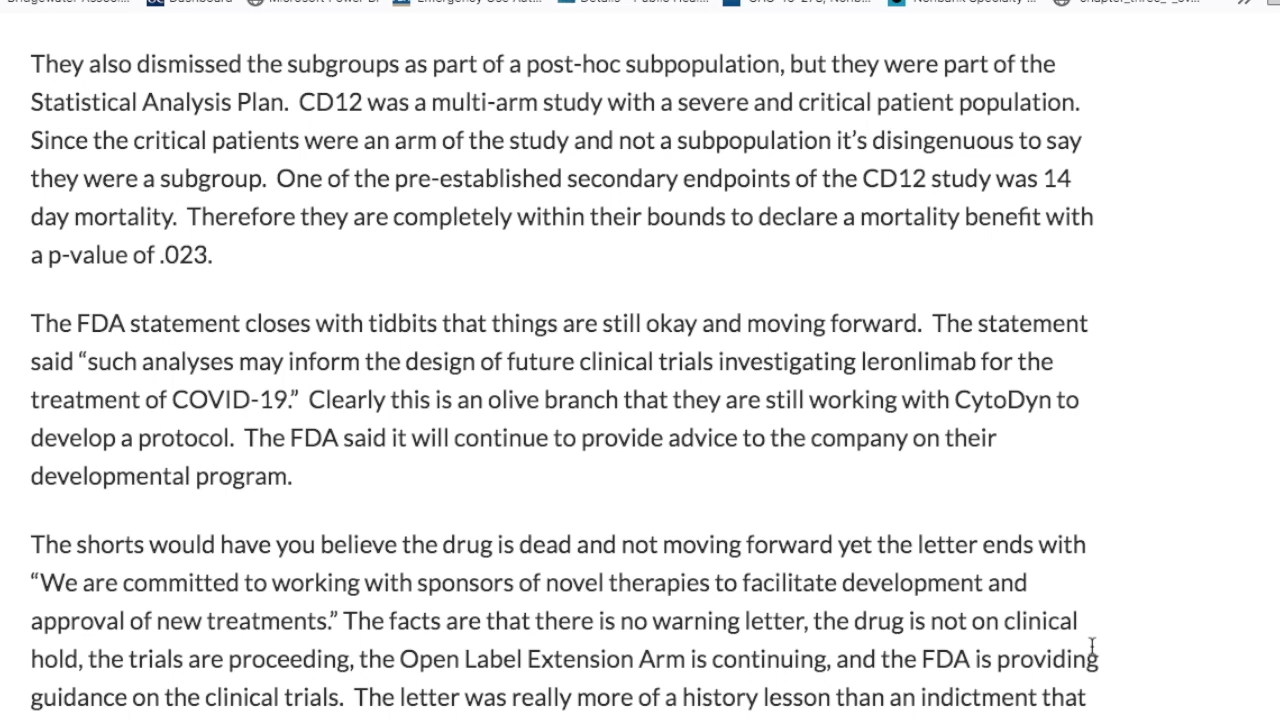 Dashboard
They also dismissed the subgroups as part of a post-hoc subpopulation, but they were part of the
Statistical Analysis Plan.  CD12 was a multi-arm study with a severe and critical patient population.
Since the critical patients were an arm of the study and not a subpopulation it’s disingenuous to say
they were a subgroup.  One of the pre-established secondary endpoints of the CD12 study was 14
day mortality.  Therefore they are completely within their bounds to declare a mortality benefit with
a p-value of .023.
The FDA statement closes with tidbits that things are still okay and moving forward.  The statement
said “such analyses may inform the design of future clinical trials investigating leronlimab for the
treatment of COVID-19.”  Clearly this is an olive branch that they are still working with CytoDyn to
develop a protocol.  The FDA said it will continue to provide advice to the company on their
developmental program.
The shorts would have you believe the drug is dead and not moving forward yet the letter ends with
“We are committed to working with sponsors of novel therapies to facilitate development and
approval of new treatments.” The facts are that there is no warning letter, the drug is not on clinical
hold, the trials are proceeding, the Open Label Extension Arm is continuing, and the FDA is providing
guidance on the clinical trials.  The letter was really more of a history lesson than an indictment that